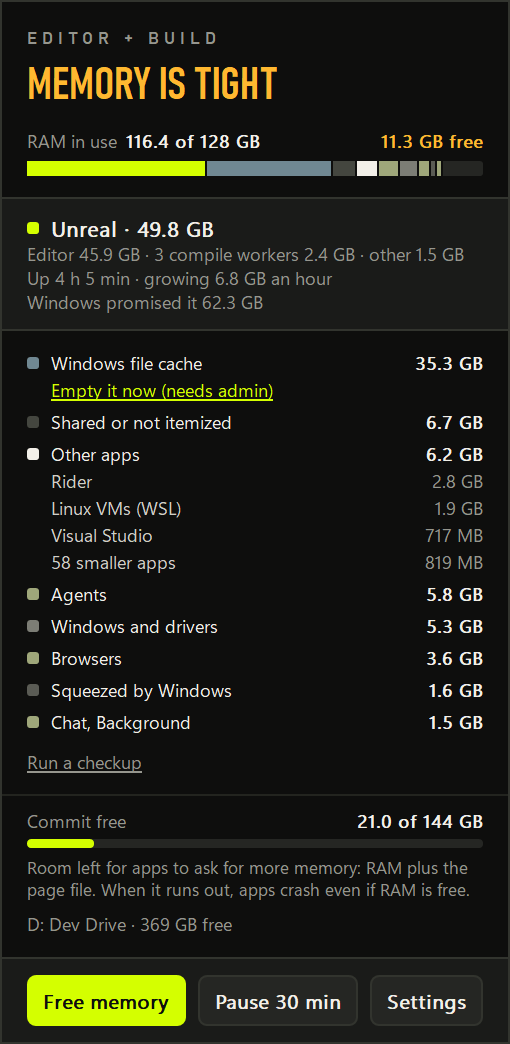 EDITOR + BUILD
MEMORY IS TIGHT
RAM in use 116.4 of 128 GB 11.3 GB free
Unreal · 49.8 GB
Editor 45.9 GB · 3 compile workers 2.4 GB · other 1.5 GB
Up 4 h 5 min · growing 6.8 GB an hour
Windows promised it 62.3 GB
Windows file cache 35.3 GB
Empty it now (needs admin)
Shared or not itemized 6.7 GB
Other apps 6.2 GB
Rider 2.8 GB
Linux VMs (WSL) 1.9 GB
Visual Studio 717 MB
58 smaller apps 819 MB
Agents 5.8 GB
Windows and drivers 5.3 GB
Browsers 3.6 GB
Squeezed by Windows 1.6 GB
Chat, Background 1.5 GB
Run a checkup
Commit free 21.0 of 144 GB
Room left for apps to ask for more memory: RAM plus the
page file. When it runs out, apps crash even if RAM is free.
D: Dev Drive · 369 GB free
Free memory Pause 30 min Settings